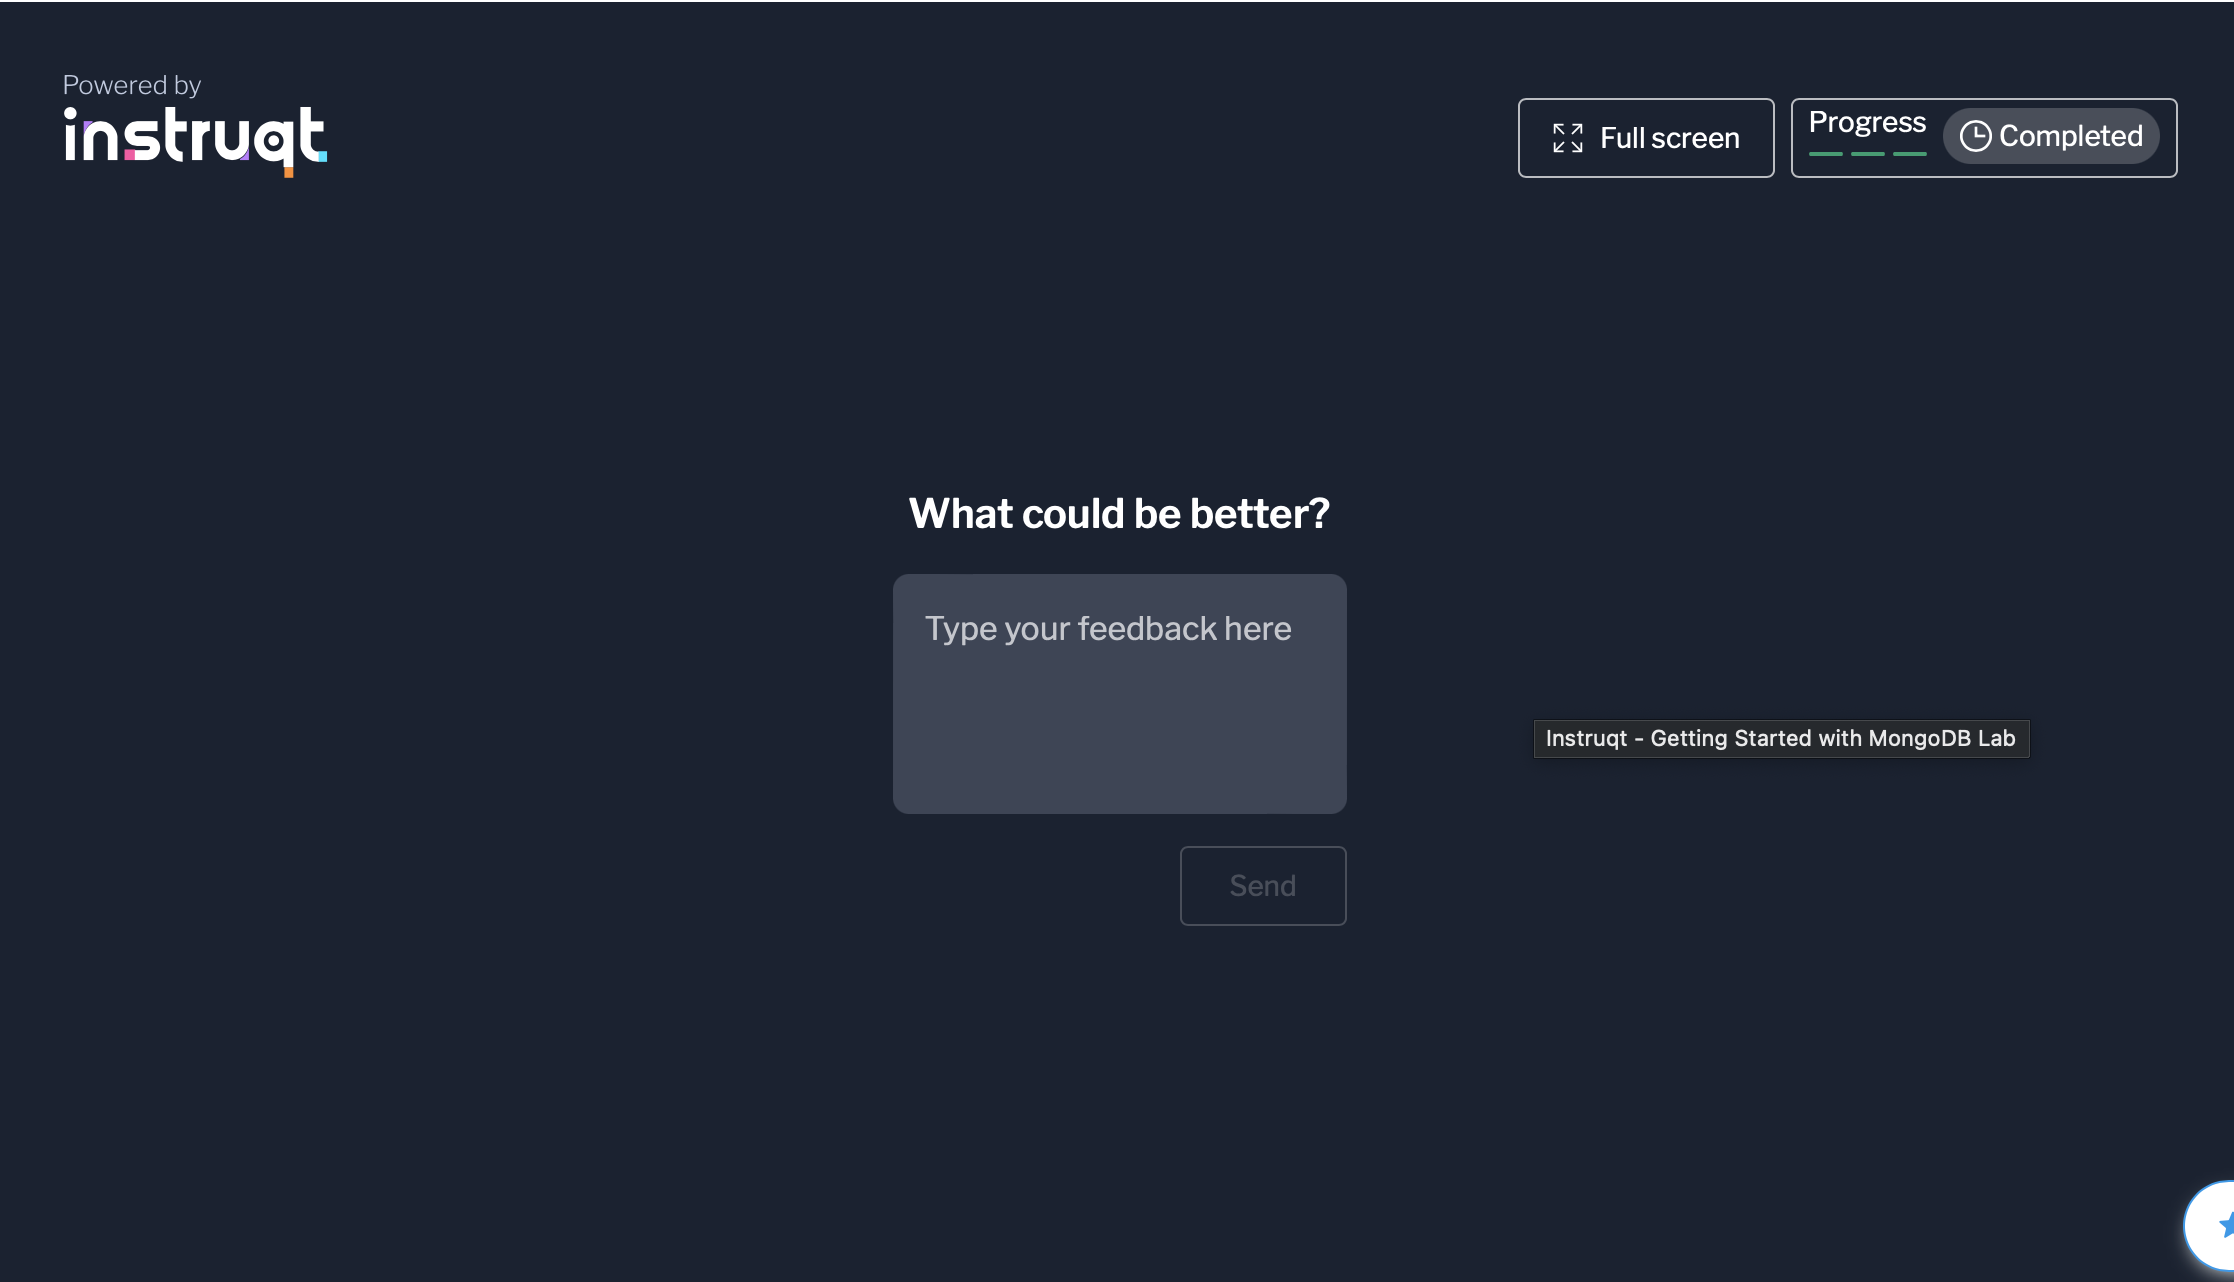 Powered by
instruqt
Full screen
Progress
Completed
What could be better?
Type your feedback here
Instruqt - Getting Started with MongoDB Lab
Send